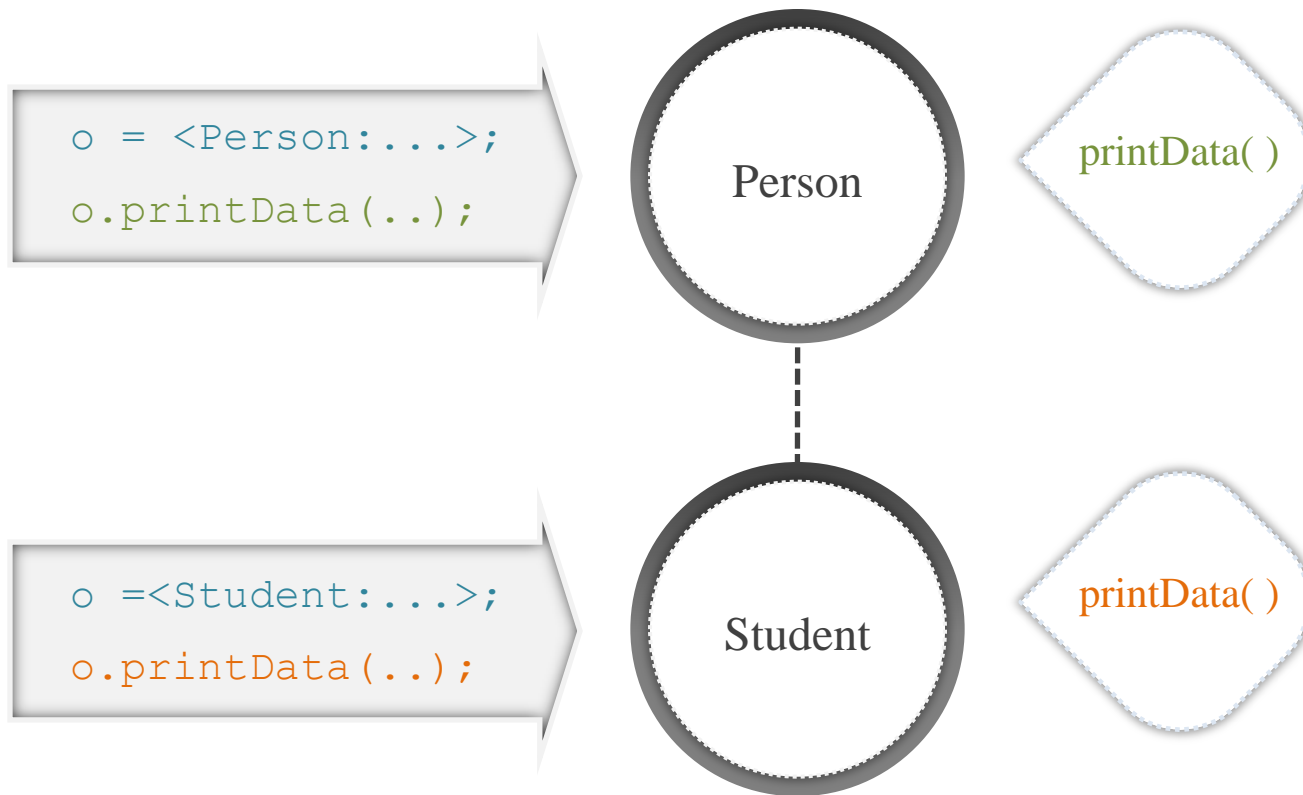 o = <Person:...>;
o.printData(..);
Person
printData( )
o =<Student:...>;
o.printData(..);
Student
printData( )